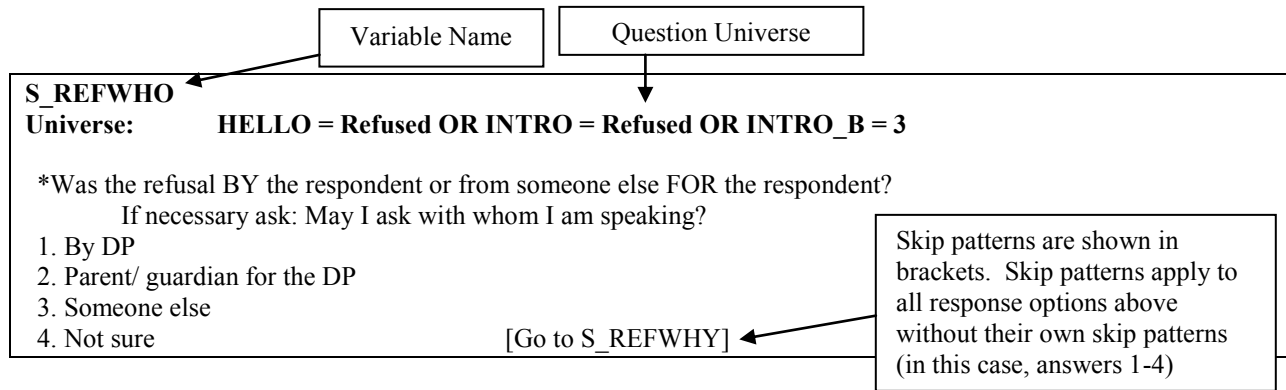 Variable Name
Question Universe
S_REFWHO
Universe: HELLO = Refused OR INTRO = Refused OR INTRO_B = 3
*Was the refusal BY the respondent or from someone else FOR the respondent?
If necessary ask: May I ask with whom I am speaking?
1. By DP
2. Parent/ guardian for the DP
3. Someone else
4. Not sure [Go to S_REFWHY]
Skip patterns are shown in
brackets. Skip patterns apply to
all response options above
without their own skip patterns
(in this case, answers 1-4)